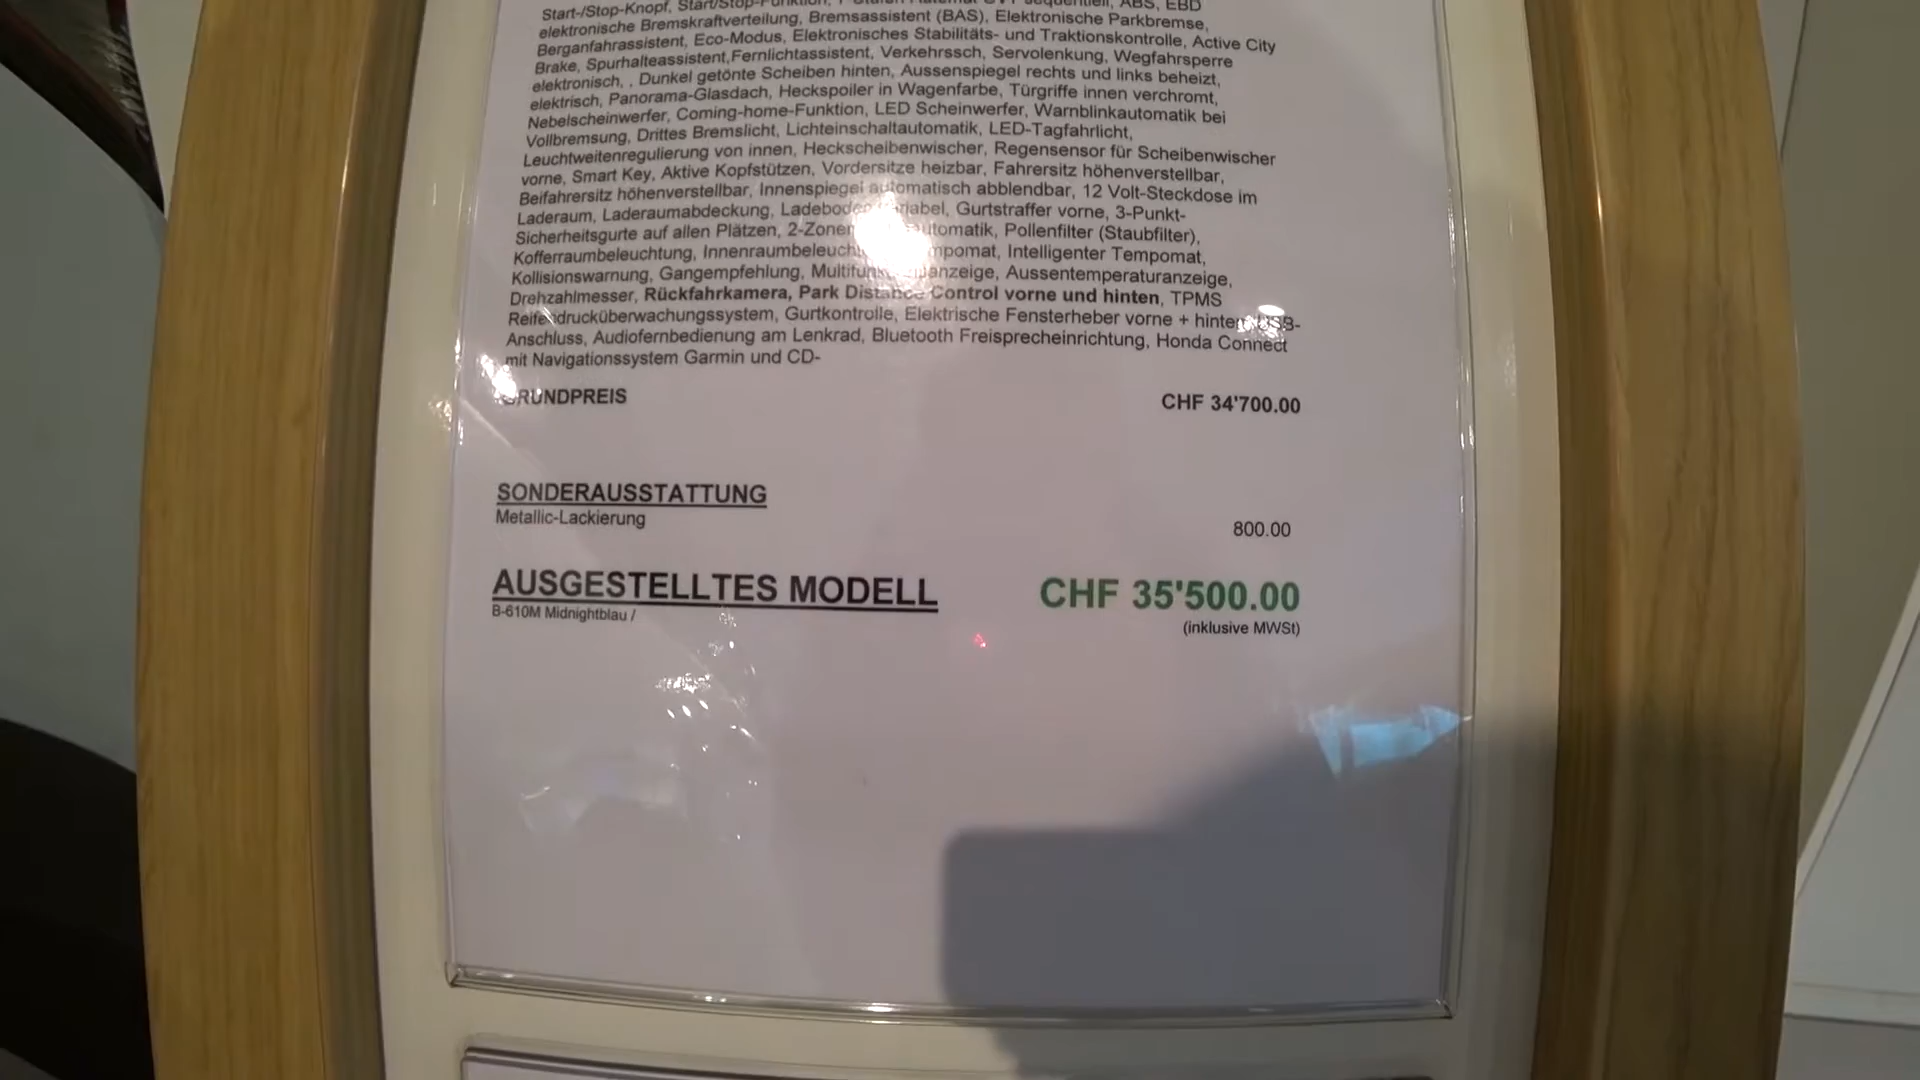 Start-/Stop-Knopf, Start/Stop-Funktion, ABS, EBD
elektronische Bremskraftverteilung, Bremsassistent (BAS), Elektronische Parkbremse,
Berganfahrassistent, Eco-Modus, Elektronisches Stabilitäts- und Traktionskontrolle, Active City
Brake, Spurhalteassistent,Fernlichtassistent, Verkehrssch, Servolenkung, Wegfahrsperre
elektronisch, , Dunkel getönte Scheiben hinten, Aussenspiegel rechts und links beheizt,
elektrisch, Panorama-Glasdach, Heckspoiler in Wagenfarbe, Türgriffe innen verchromt,
Nebelscheinwerfer, Coming-home-Funktion, LED Scheinwerfer, Warnblinkautomatik bei
Vollbremsung, Drittes Bremslicht, Lichteinschaltautomatik, LED-Tagfahrlicht,
Leuchtweitenregulierung von innen, Heckscheibenwischer, Regensensor für Scheibenwischer
vorne, Smart Key, Aktive Kopfstützen, Vordersitze heizbar, Fahrersitz höhenverstellbar,
Beifahrersitz höhenverstellbar, Innenspiegel automatisch abblendbar, 12 Volt-Steckdose im
Laderaum, Laderaumabdeckung, Ladeboden variabel, Gurtstraffer vorne, 3-Punkt-
Sicherheitsgurte auf allen Plätzen, 2-Zonen, Pollenfilter (Staubfilter),
Kofferraumbeleuchtung, Innenraumbeleuchtung, Tempomat, Intelligenter Tempomat,
Kollisionswarnung, Gangempfehlung, Aussentemperaturanzeige,
Drehzahlmesser, Rückfahrkamera, Park Distance Control vorne und hinten, TPMS
Reifendrucküberwachungssystem, Gurtkontrolle, Elektrische Fensterheber vorne + hinten, USB-
Anschluss, Audiofernbedienung am Lenkrad, Bluetooth Freisprecheinrichtung, Honda Connect
mit Navigationssystem Garmin und CD-
GRUNDPREIS CHF 34'700.00
SONDERAUSSTATTUNG
Metallic-Lackierung 800.00
AUSGESTELLTES MODELL CHF 35'500.00
B-610M Midnightblau / (inklusive MWSt)